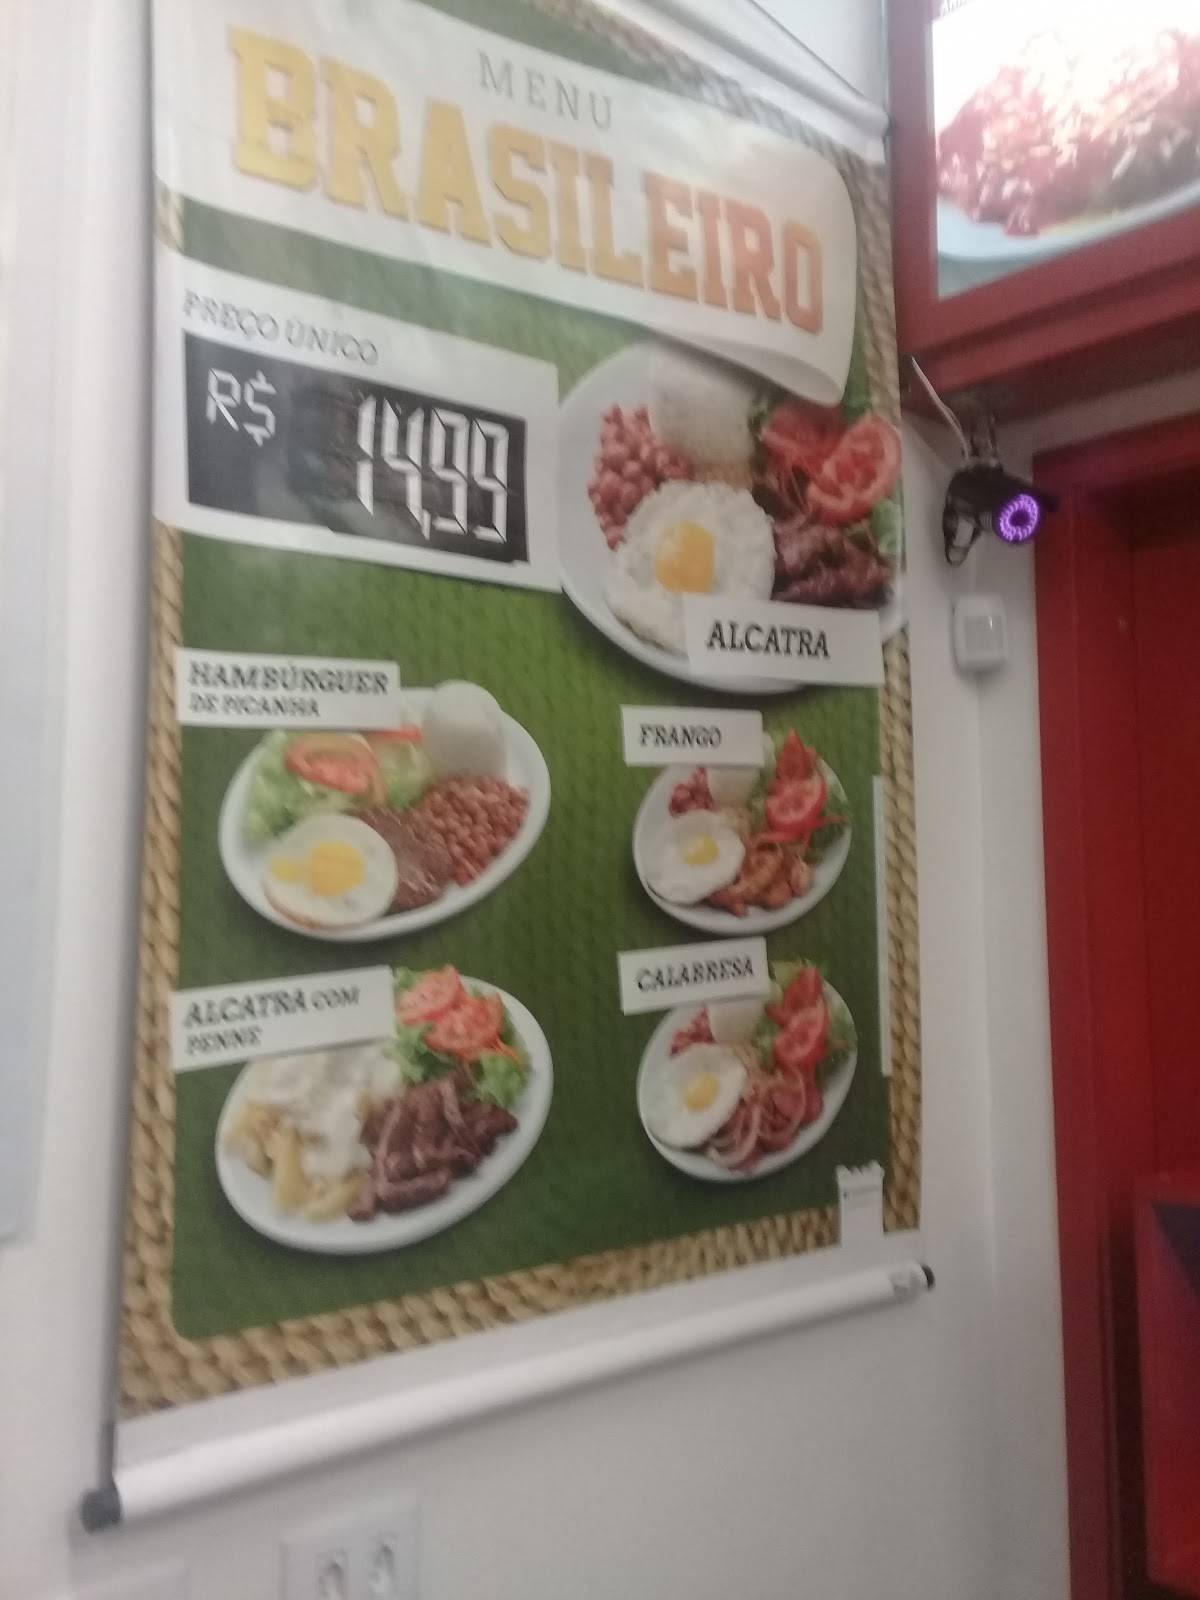 MENU
BRASILEIRO
PREÇO ÚNICO
R$ 14,99
ALCATRA
HAMBÚRGUER
DE PICANHA
FRANGO
ALCATRA COM
PENNE
CALABRESA